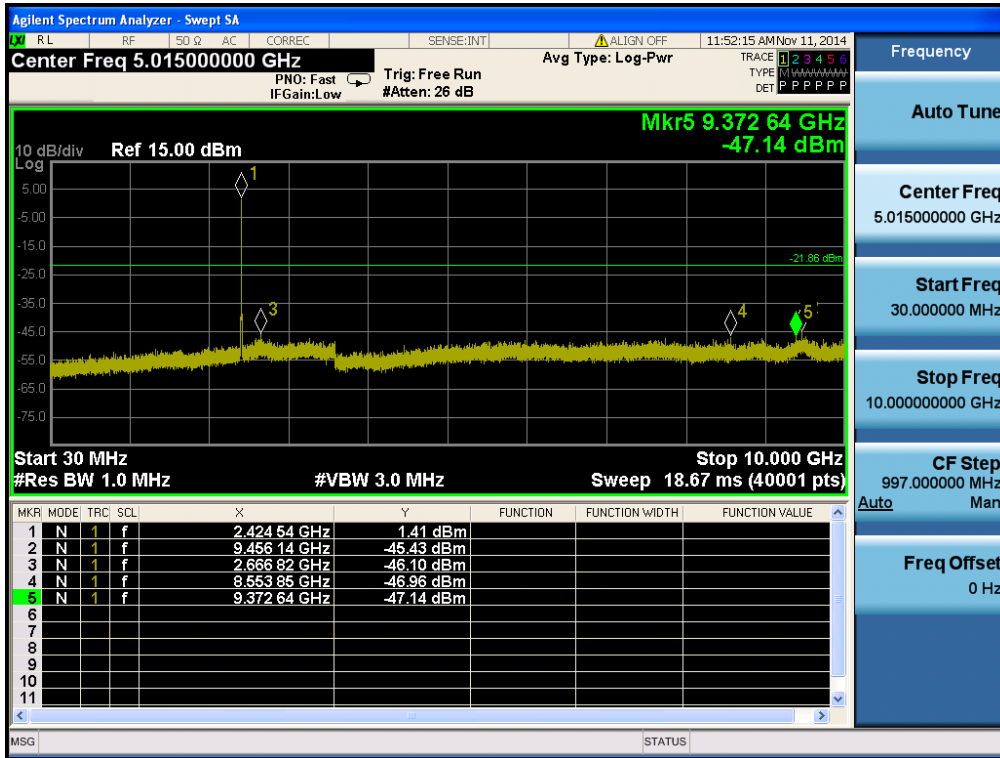 Agilent Spectrum Analyzer - Swept SA
LXI RL RF 50 Ω AC CORREC SENSE:INT ALIGN OFF 11:52:15 AM Nov 11, 2014
Center Freq 5.015000000 GHz
PNO: Fast
IFGain:Low
Trig: Free Run
#Atten: 26 dB
Avg Type: Log-Pwr
TRACE 1 2 3 4 5 6
TYPE M
DET P P P P P P
Mkr5 9.372 64 GHz
-47.14 dBm
10 dB/div Ref 15.00 dBm
Log
5.00
-5.00
-15.0
-25.0
-35.0
-45.0
-55.0
-65.0
-75.0
1
3
4
5
-21.86 dBm
Start 30 MHz Stop 10.000 GHz
#Res BW 1.0 MHz #VBW 3.0 MHz Sweep 18.67 ms (40001 pts)
MKR MODE TRC SCL X Y FUNCTION FUNCTION WIDTH FUNCTION VALUE
1 N 1 f 2.424 54 GHz 1.41 dBm
2 N 1 f 9.456 14 GHz -45.43 dBm
3 N 1 f 2.666 82 GHz -46.10 dBm
4 N 1 f 8.553 85 GHz -46.96 dBm
5 N 1 f 9.372 64 GHz -47.14 dBm
6
7
8
9
10
11
MSG STATUS
Frequency
Auto Tune
Center Freq
5.015000000 GHz
Start Freq
30.000000 MHz
Stop Freq
10.000000000 GHz
CF Step
997.000000 MHz
Auto Man
Freq Offset
0 Hz